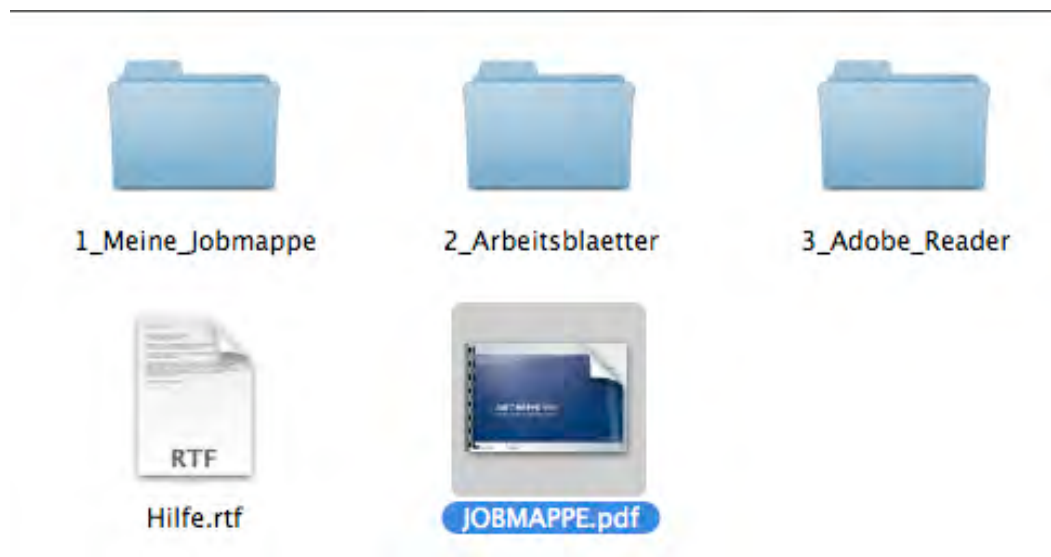 1_Meine_Jobmappe
2_Arbeitsblaetter
3_Adobe_Reader
RTF
Hilfe.rtf
JOBMAPPE.pdf